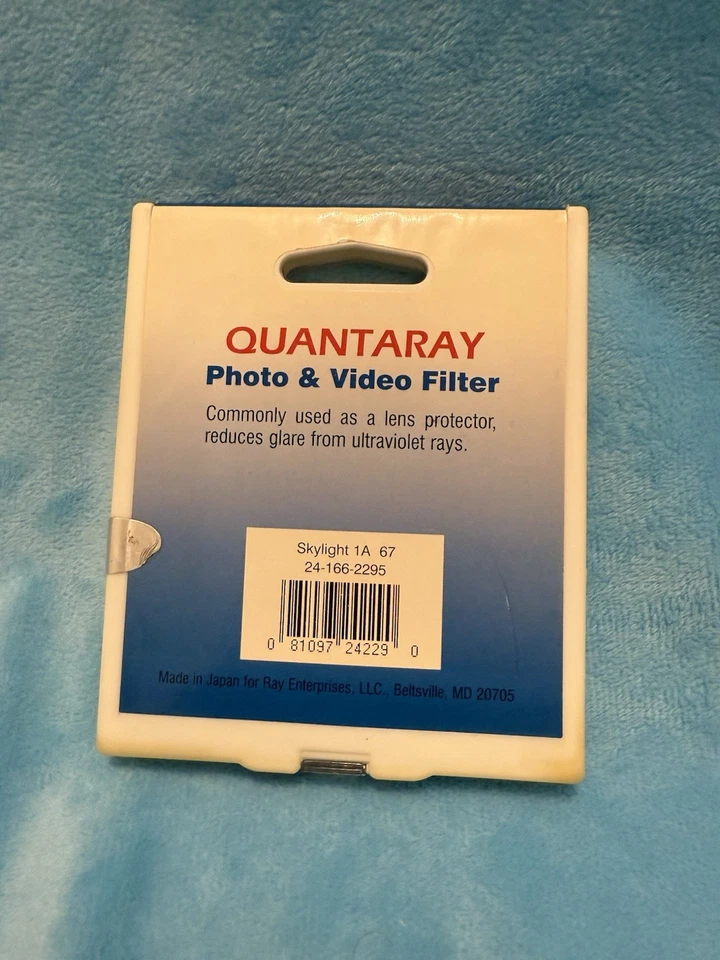 QUANTARAY
Photo & Video Filter
Commonly used as a lens protector,
reduces glare from ultraviolet rays.
Skylight 1A 67
24-166-2295
0 81097 24229 0
Made in Japan for Ray Enterprises, LLC., Beltsville, MD 20705